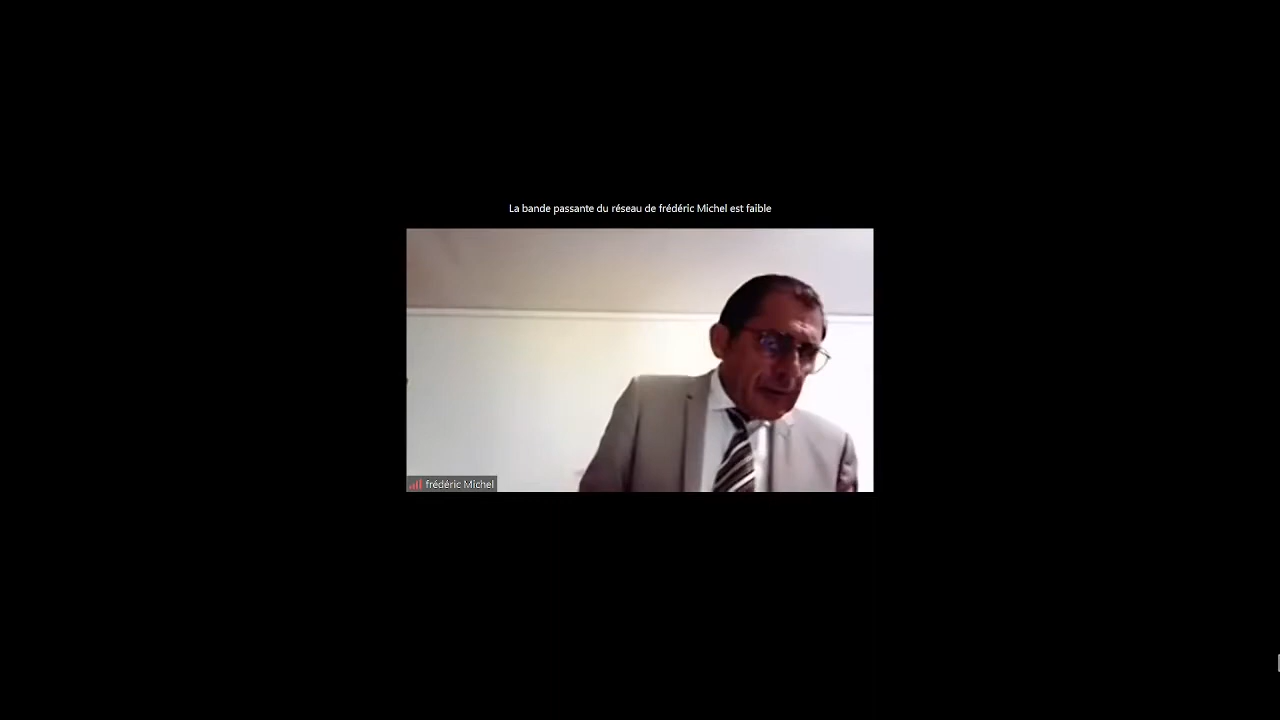 La bande passante du réseau de frédéric Michel est faible
frédéric Michel